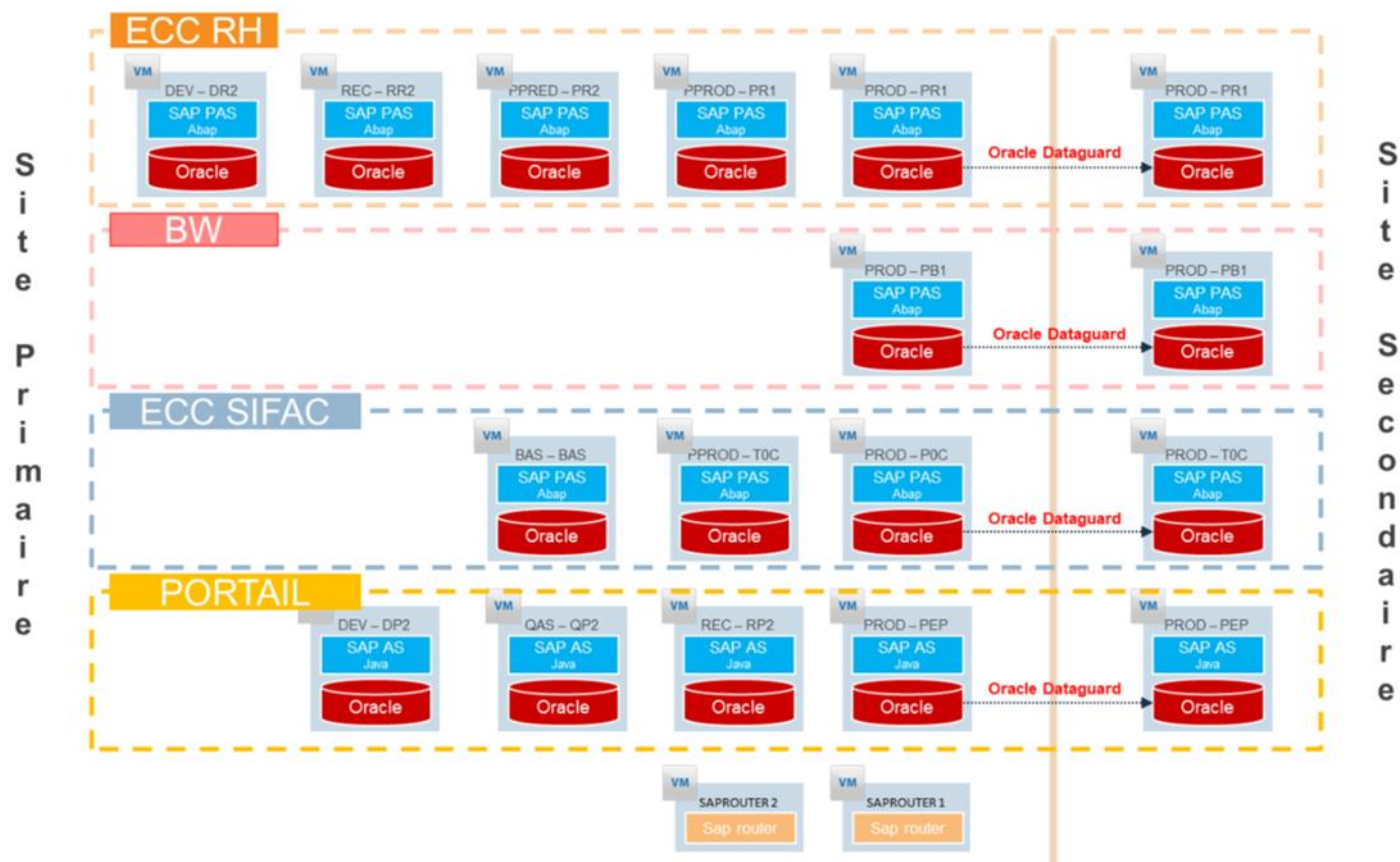 ECC RH
VM
DEV – DR2
SAP PAS
Abap
Oracle
VM
REC – RR2
SAP PAS
Abap
Oracle
VM
PPRED – PR2
SAP PAS
Abap
Oracle
VM
PPROD – PR1
SAP PAS
Abap
Oracle
VM
PROD – PR1
SAP PAS
Abap
Oracle
Oracle Dataguard
VM
PROD – PR1
SAP PAS
Abap
Oracle
BW
VM
PROD – PB1
SAP PAS
Abap
Oracle
Oracle Dataguard
VM
PROD – PB1
SAP PAS
Abap
Oracle
ECC SIFAC
VM
BAS – BAS
SAP PAS
Abap
Oracle
VM
PPROD – T0C
SAP PAS
Abap
Oracle
VM
PROD – P0C
SAP PAS
Abap
Oracle
Oracle Dataguard
VM
PROD – T0C
SAP PAS
Abap
Oracle
PORTAIL
DEV – DP2
SAP AS
Java
Oracle
VM
QAS – QP2
SAP AS
Java
Oracle
VM
REC – RP2
SAP AS
Java
Oracle
VM
PROD – PEP
SAP AS
Java
Oracle
Oracle Dataguard
VM
PROD – PEP
SAP AS
Java
Oracle
VM
SAPROUTER 2
Sap router
VM
SAPROUTER 1
Sap router
Site Primaire
Site Secondaire